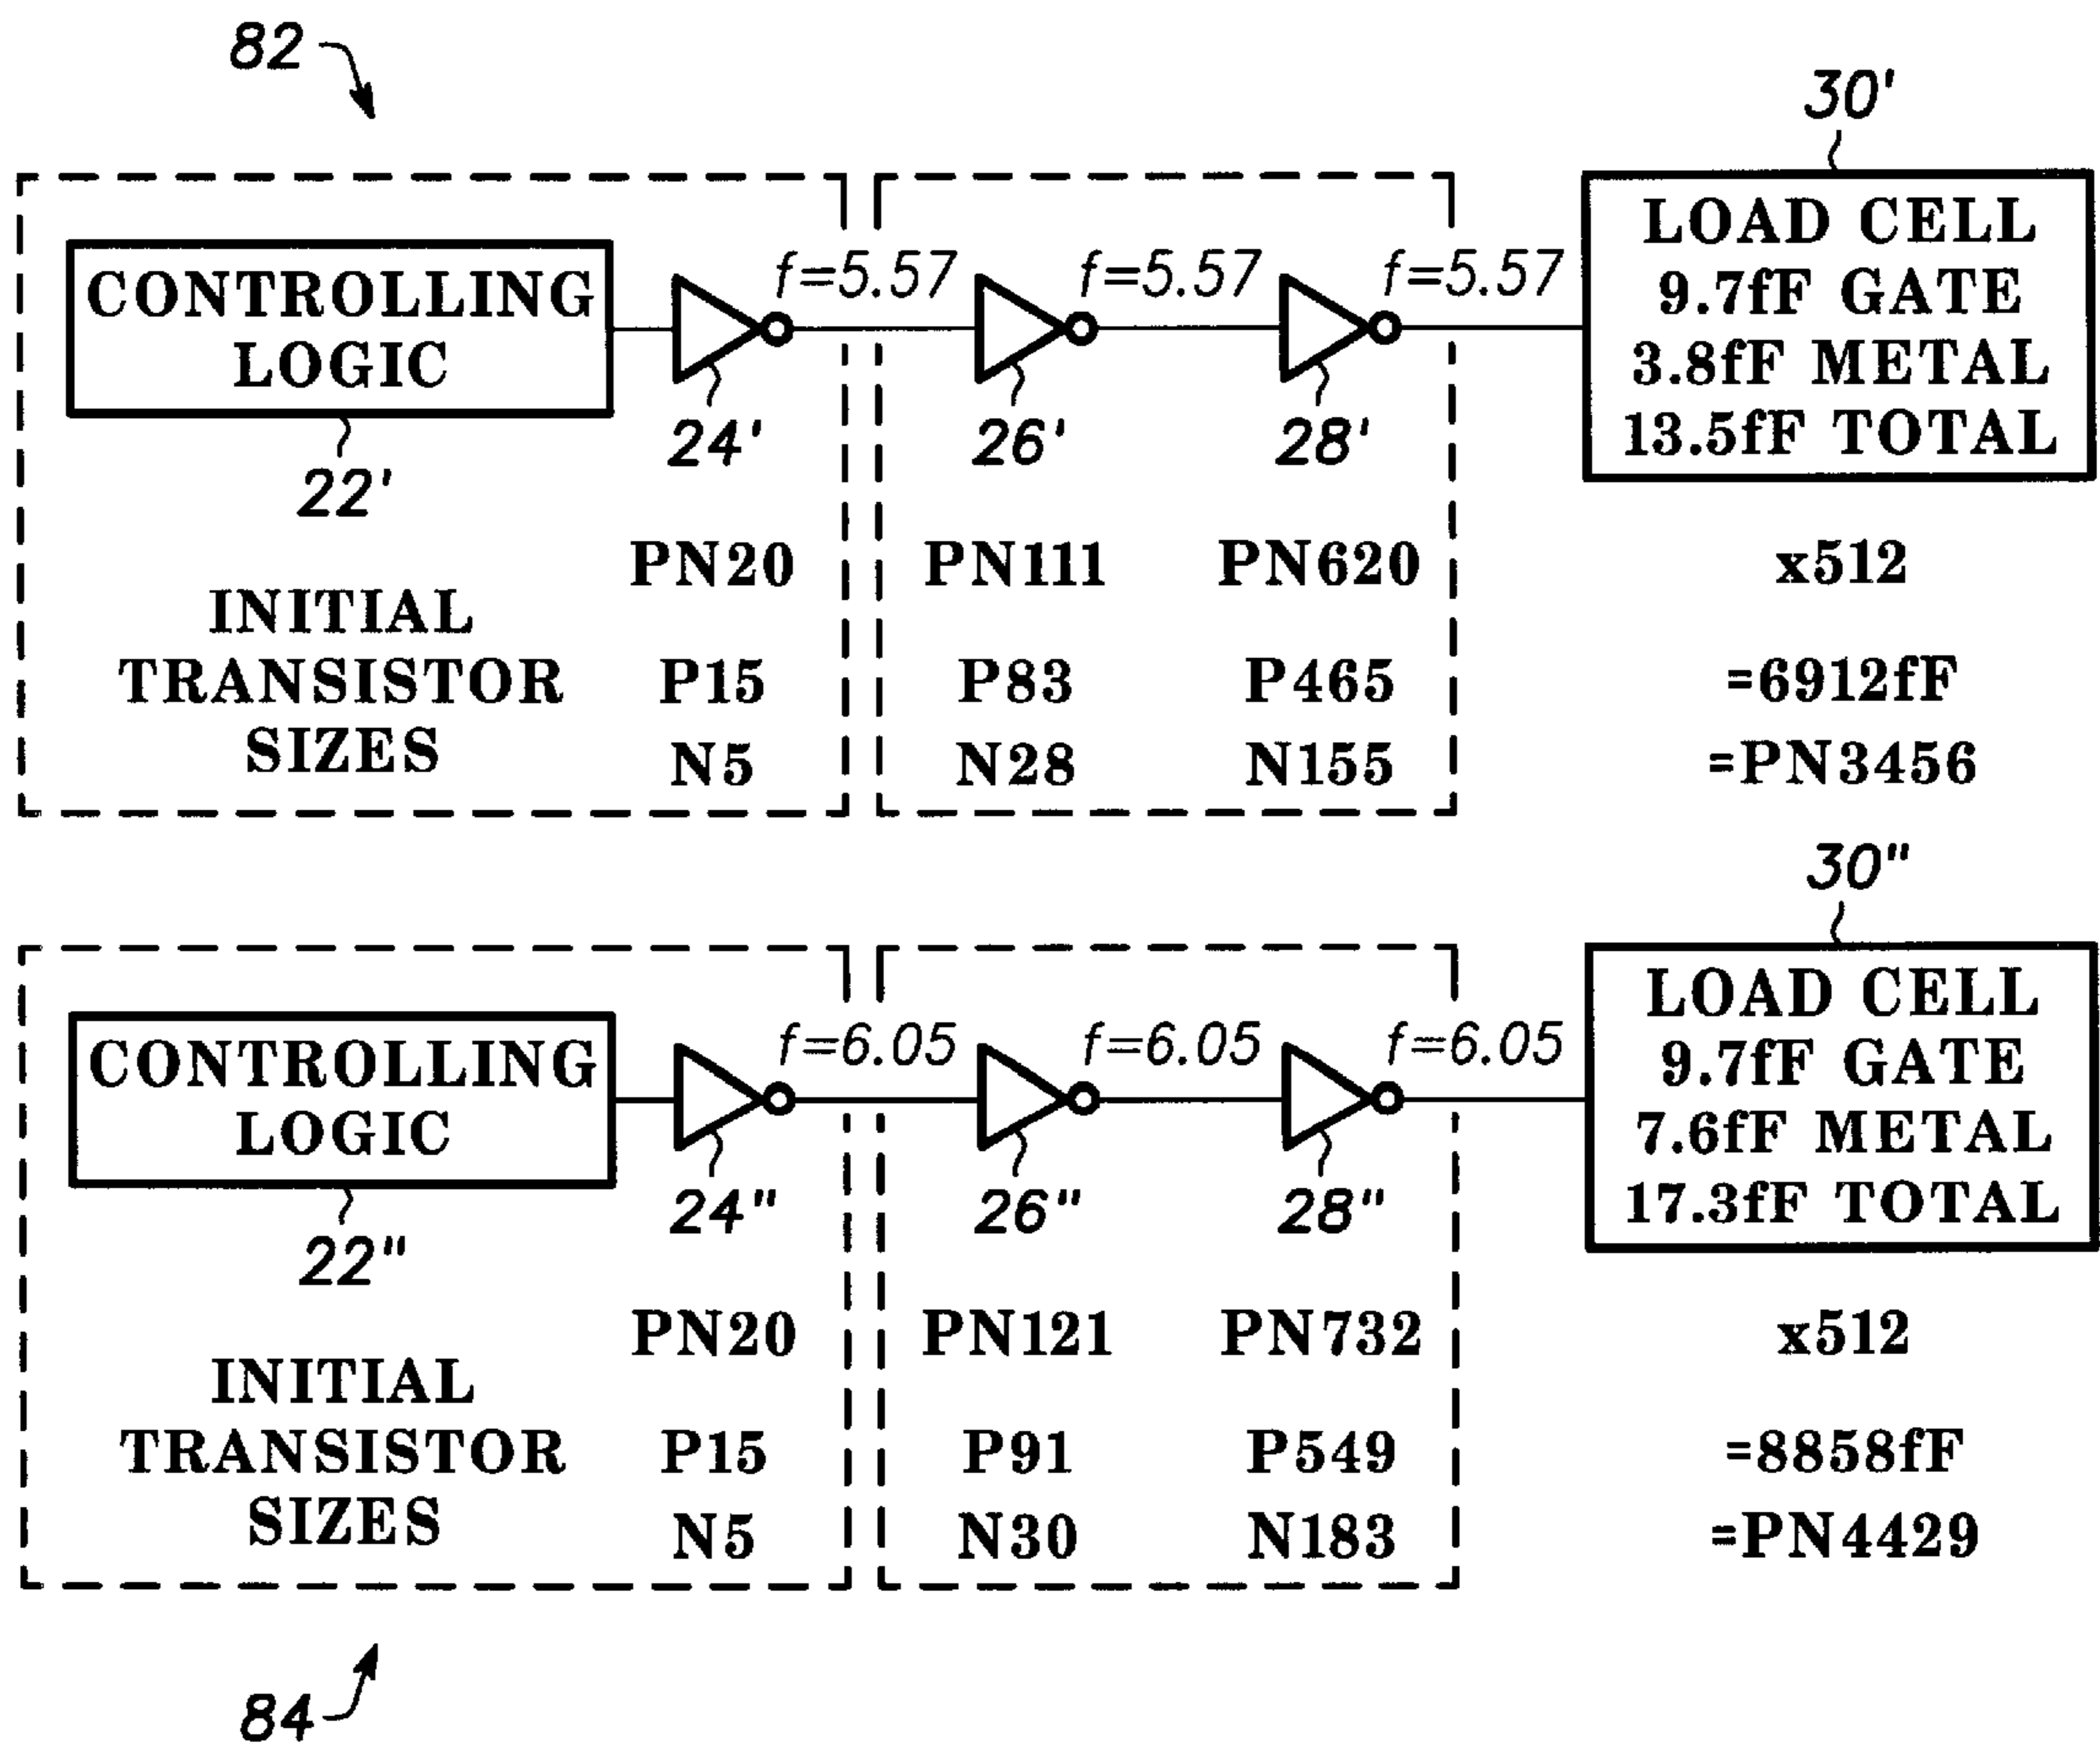 82
30'
LOAD CELL
9.7fF GATE
3.8fF METAL
13.5fF TOTAL
CONTROLLING
LOGIC
f=5.57
f=5.57
f=5.57
24'
26'
28'
22'
PN20
PN111
PN620
x512
INITIAL
TRANSISTOR
SIZES
P15
P83
P465
=6912fF
N5
N28
N155
=PN3456
30"
LOAD CELL
9.7fF GATE
7.6fF METAL
17.3fF TOTAL
CONTROLLING
LOGIC
f=6.05
f=6.05
f=6.05
24"
26"
28"
22"
PN20
PN121
PN732
x512
INITIAL
TRANSISTOR
SIZES
P15
P91
P549
=8858fF
N5
N30
N183
=PN4429
84